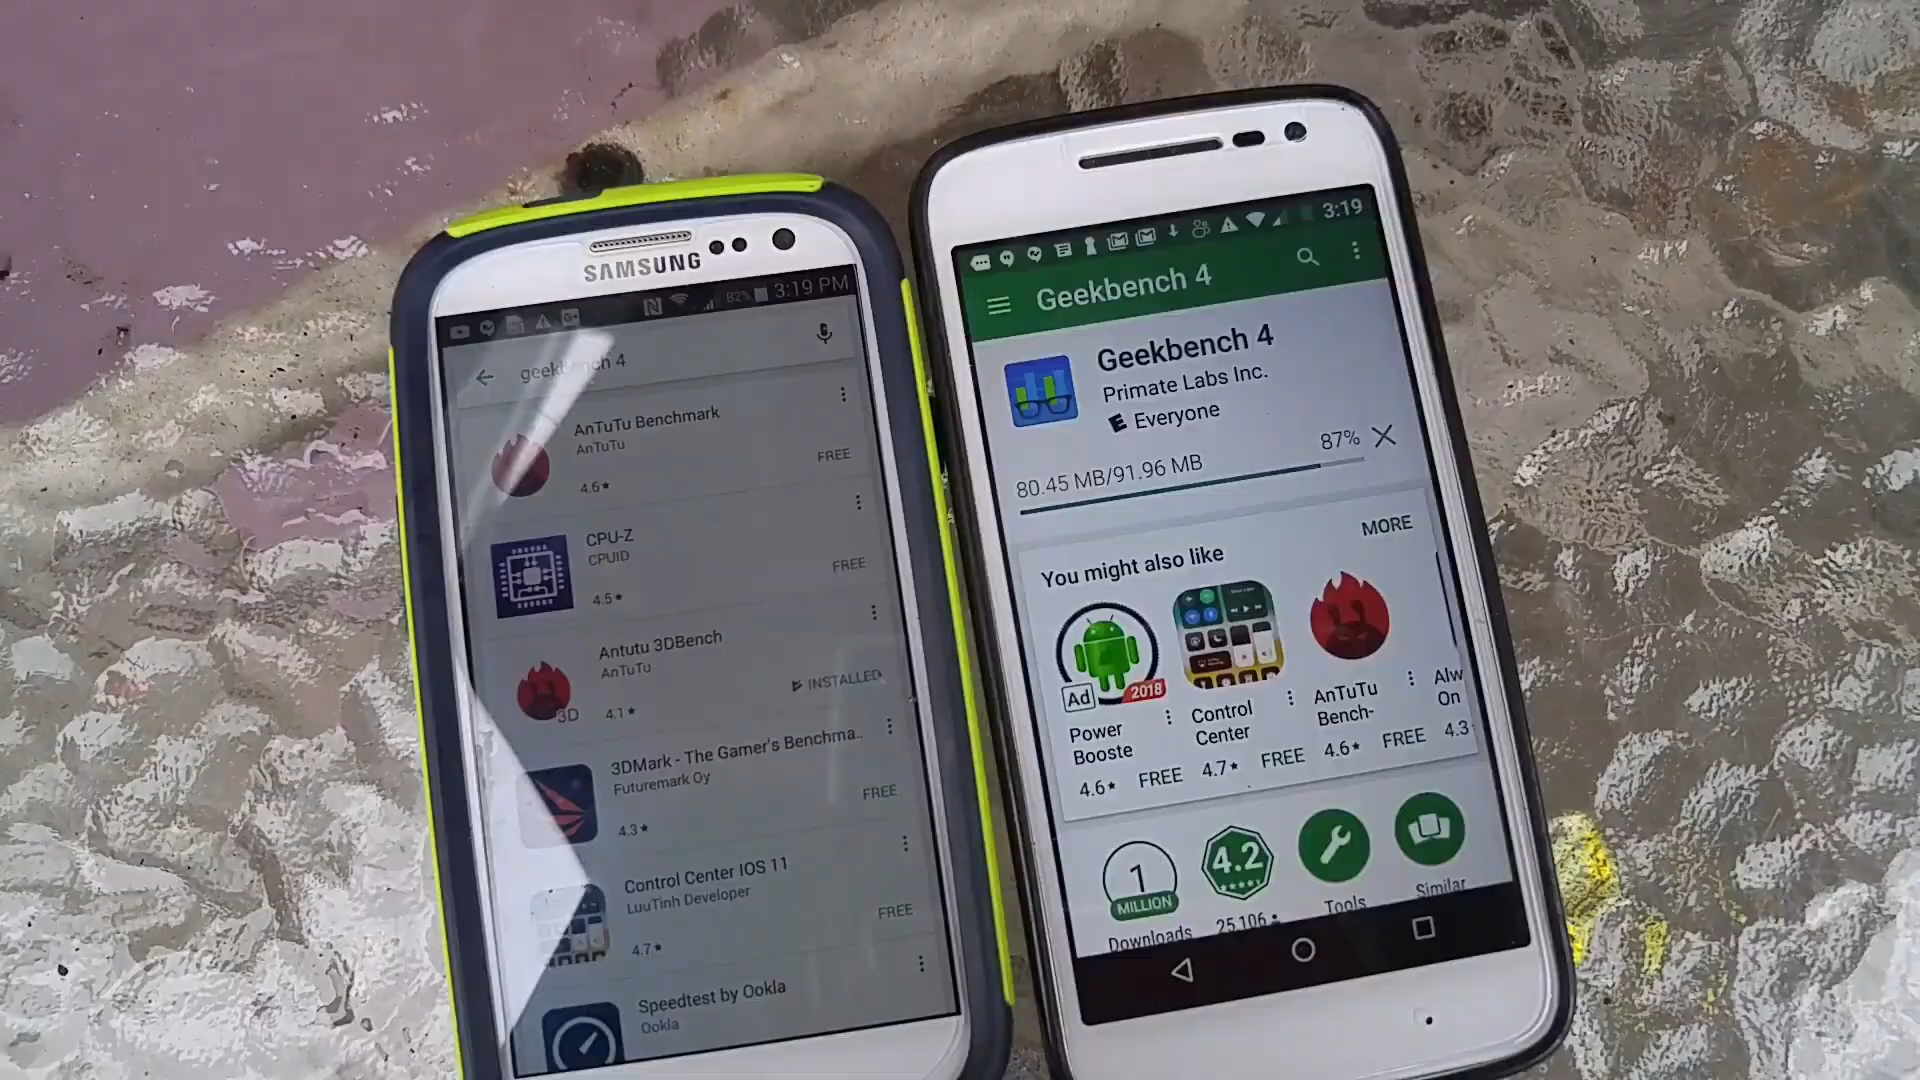 SAMSUNG
82% 3:19 PM
geekbench 4
AnTuTu Benchmark
AnTuTu
FREE
4.6★
CPU-Z
CPUID
FREE
4.5★
Antutu 3DBench
AnTuTu
INSTALLED
3D
4.1★
3DMark - The Gamer's Benchma..
Futuremark Oy
FREE
4.3★
Control Center IOS 11
LuuTinh Developer
FREE
4.7★
Speedtest by Ookla
Ookla
3:19
Geekbench 4
Geekbench 4
Primate Labs Inc.
E Everyone
87%
80.45 MB/91.96 MB
MORE
You might also like
Ad
2018
Power
Booste
4.6★ FREE
Control
Center
4.7★ FREE
AnTuTu
Bench-
4.6★ FREE
Alw
On
4.3
1
MILLION
Downloads
4.2
25,106
Tools
Similar